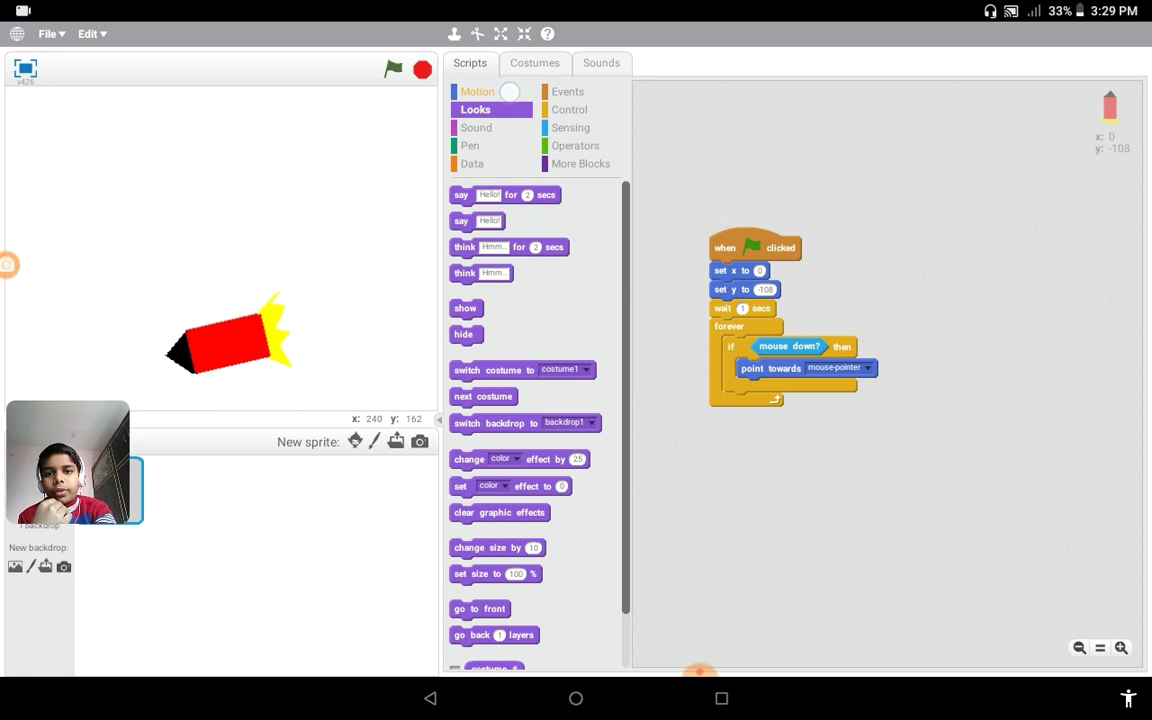 33% 3:29 PM
File Edit
Scripts Costumes Sounds
v426
Motion Events
Looks Control
Sound Sensing
Pen Operators
Data More Blocks
x: 0
y: -108
say Hello! for 2 secs
say Hello!
think Hmm... for 2 secs
think Hmm...
show
hide
switch costume to costume1
next costume
switch backdrop to backdrop1
change color effect by 25
set color effect to 0
clear graphic effects
change size by 10
set size to 100 %
go to front
go back 1 layers
costume #
when clicked
set x to 0
set y to -108
wait 1 secs
forever
if mouse down? then
point towards mouse-pointer
x: 240 y: 162
New sprite:
1 backdrop
New backdrop: